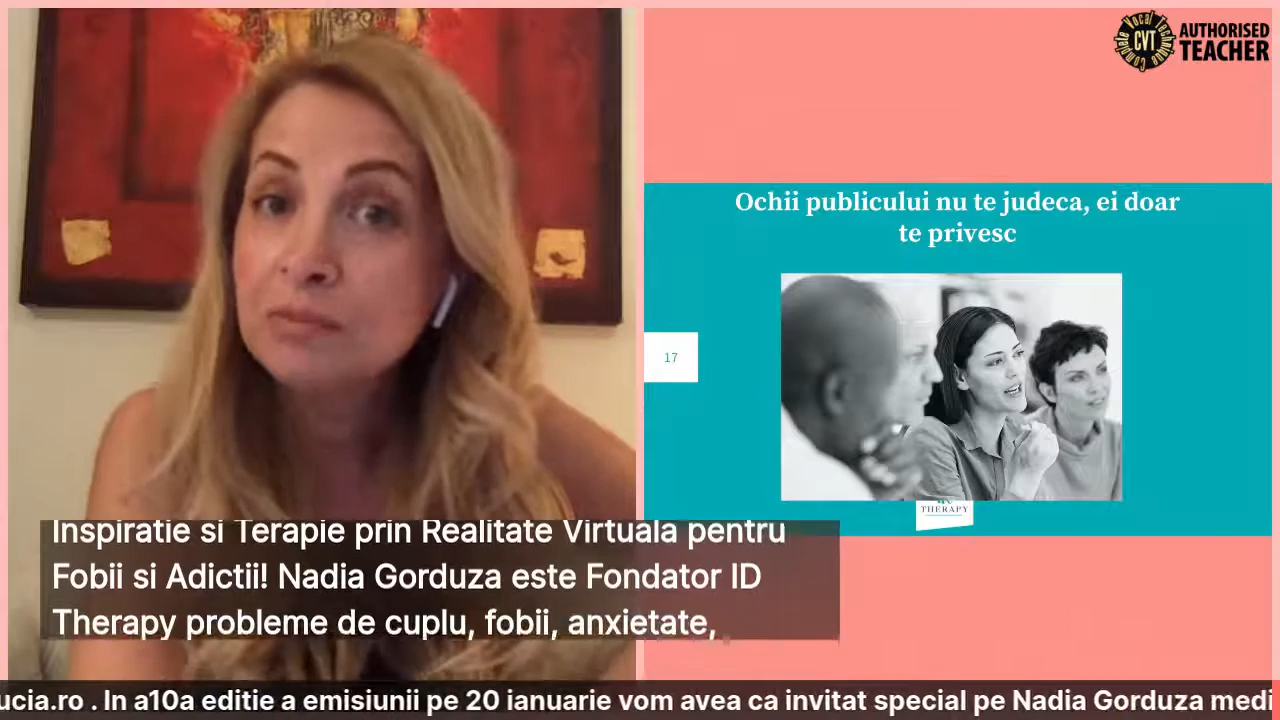 Complete Vocal Technique
CVT
AUTHORISED
TEACHER
Ochii publicului nu te judeca, ei doar
te privesc
17
THERAPY
Inspiratie si Terapie prin Realitate Virtuala pentru
Fobii si Adictii! Nadia Gorduza este Fondator ID
Therapy probleme de cuplu, fobii, anxietate,
ucia.ro . In a10a editie a emisiunii pe 20 ianuarie vom avea ca invitat special pe Nadia Gorduza medi